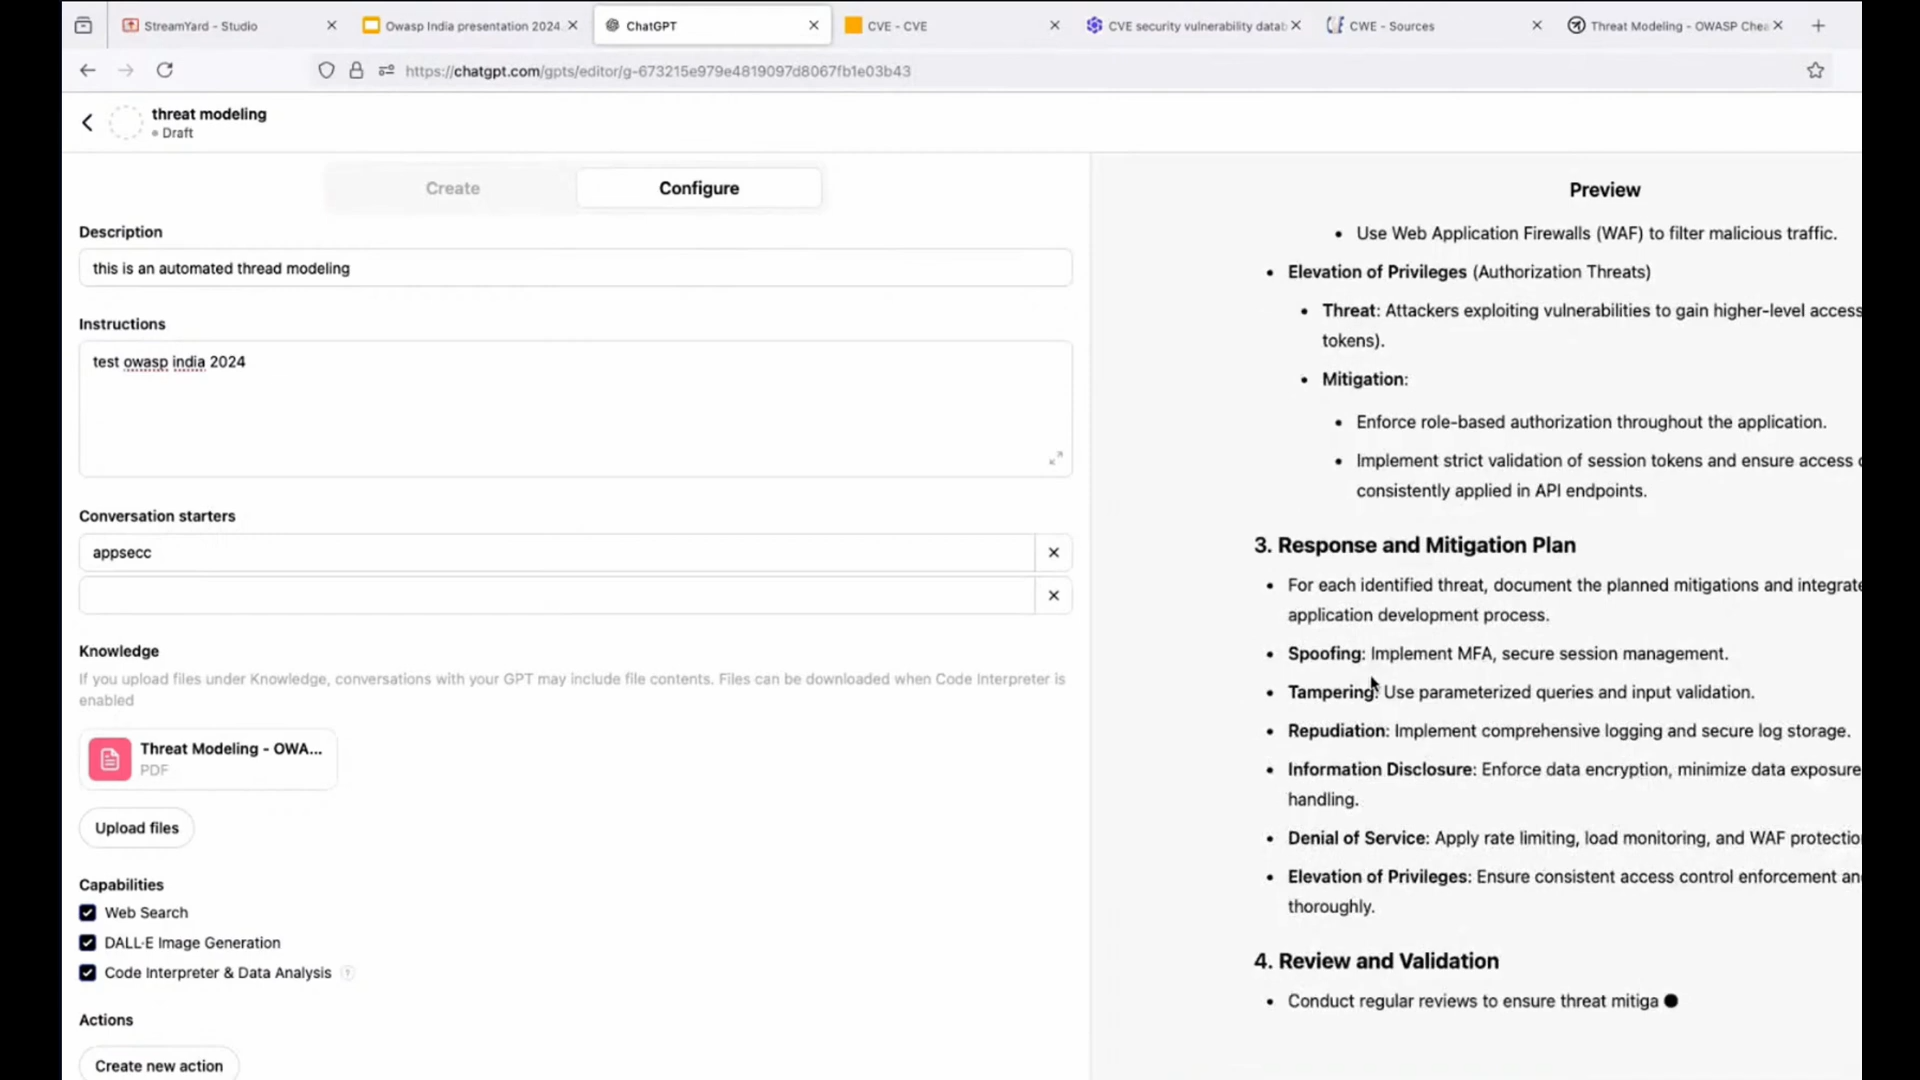 StreamYard - Studio
Owasp India presentation 2024
ChatGPT
CVE - CVE
CVE security vulnerability datab
CWE - Sources
Threat Modeling - OWASP Chea
https://chatgpt.com/gpts/editor/g-673215e979e4819097d8067fb1e03b43
threat modeling
Draft
Create
Configure
Description
this is an automated thread modeling
Instructions
test owasp india 2024
Conversation starters
appsecc
Knowledge
If you upload files under Knowledge, conversations with your GPT may include file contents. Files can be downloaded when Code Interpreter is
enabled
Threat Modeling - OWA...
PDF
Upload files
Capabilities
Web Search
DALL·E Image Generation
Code Interpreter & Data Analysis ?
Actions
Create new action
Preview
• Use Web Application Firewalls (WAF) to filter malicious traffic.
• Elevation of Privileges (Authorization Threats)
• Threat: Attackers exploiting vulnerabilities to gain higher-level access
tokens).
• Mitigation:
• Enforce role-based authorization throughout the application.
• Implement strict validation of session tokens and ensure access
consistently applied in API endpoints.
3. Response and Mitigation Plan
• For each identified threat, document the planned mitigations and integrate
application development process.
• Spoofing: Implement MFA, secure session management.
• Tampering: Use parameterized queries and input validation.
• Repudiation: Implement comprehensive logging and secure log storage.
• Information Disclosure: Enforce data encryption, minimize data exposure
handling.
• Denial of Service: Apply rate limiting, load monitoring, and WAF protectio
• Elevation of Privileges: Ensure consistent access control enforcement an
thoroughly.
4. Review and Validation
• Conduct regular reviews to ensure threat mitiga